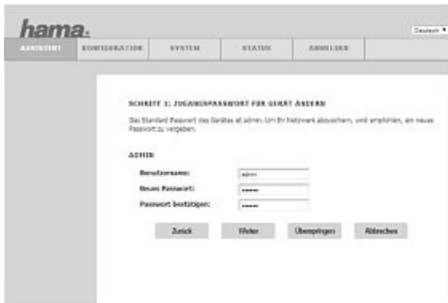 hama.
Deutsch
ASSISTENT KONFIGURATION SYSTEM STATUS ABMELDEN
SCHRITT 1: ZUGANGSPASSWORT FÜR GERÄT ÄNDERN
Das Standard Passwort des Gerätes ist admin. Um Ihr Netzwerk abzusichern, wird empfohlen, ein neues
Passwort zu vergeben.
ADMIN
Benutzername: admin
Neues Passwort: ••••••
Passwort bestätigen: ••••••
Zurück Weiter Überspringen Abbrechen